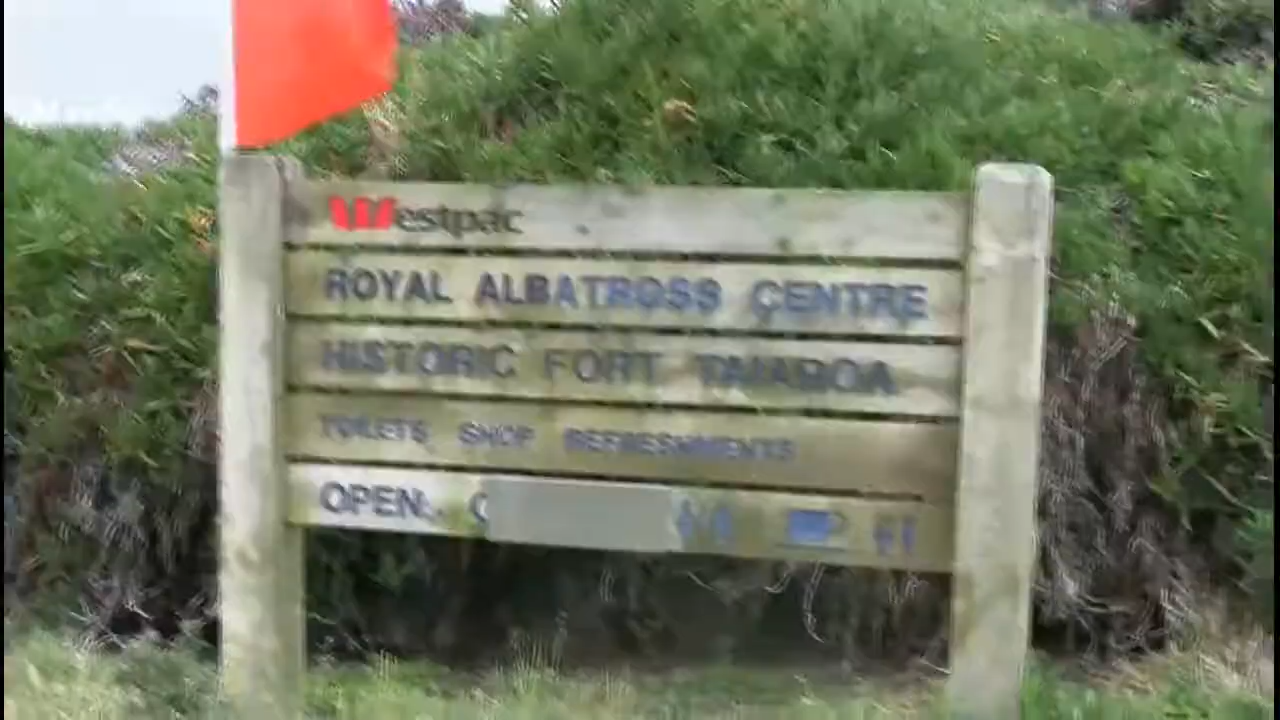 Westpac
ROYAL ALBATROSS CENTRE
HISTORIC FORT TAIAROA
TOILETS SHOP REFRESHMENTS
OPEN